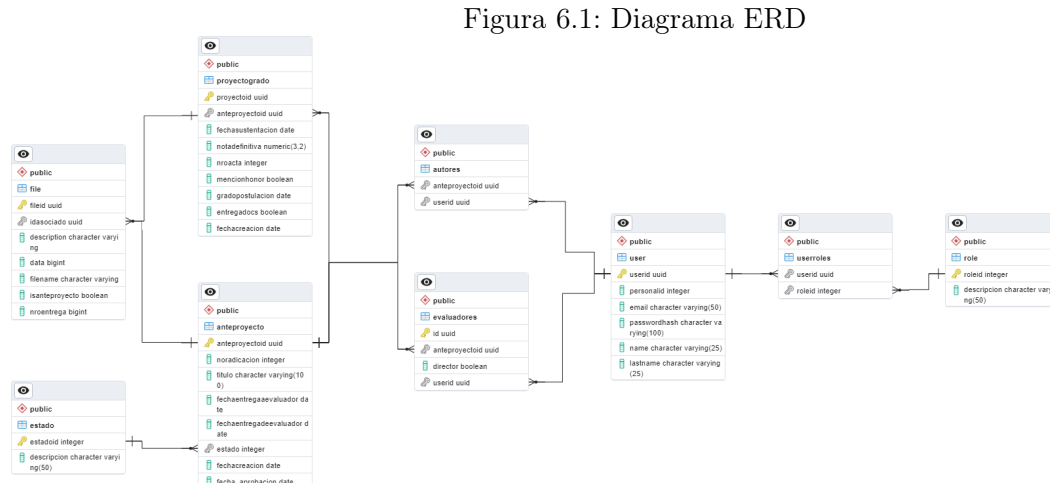 Figura 6.1: Diagrama ERD
public
proyectogrado
proyectoid uuid
anteproyectoid uuid
fechasustentacion date
notadefinitiva numeric(3,2)
nroacta integer
mencionhonor boolean
gradopostulacion date
entregadocs boolean
fechacreacion date
public
file
fileid uuid
idasociado uuid
description character varyi
ng
data bigint
filename character varying
isanteproyecto boolean
nroentrega bigint
public
estado
estadoid integer
descripcion character varyi
ng(50)
public
anteproyecto
anteproyectoid uuid
noradicacion integer
titulo character varying(10
0)
fechaentregaaevaluador da
te
fechaentregadeevaluador d
ate
estado integer
fechacreacion date
fecha_aprobacion date
public
autores
anteproyectoid uuid
userid uuid
public
evaluadores
id uuid
anteproyectoid uuid
director boolean
userid uuid
public
user
userid uuid
personalid integer
email character varying(50)
passwordhash character va
rying(100)
name character varying(25)
lastname character varying
(25)
public
userroles
userid uuid
roleid integer
public
role
roleid integer
descripcion character vary
ng(50)